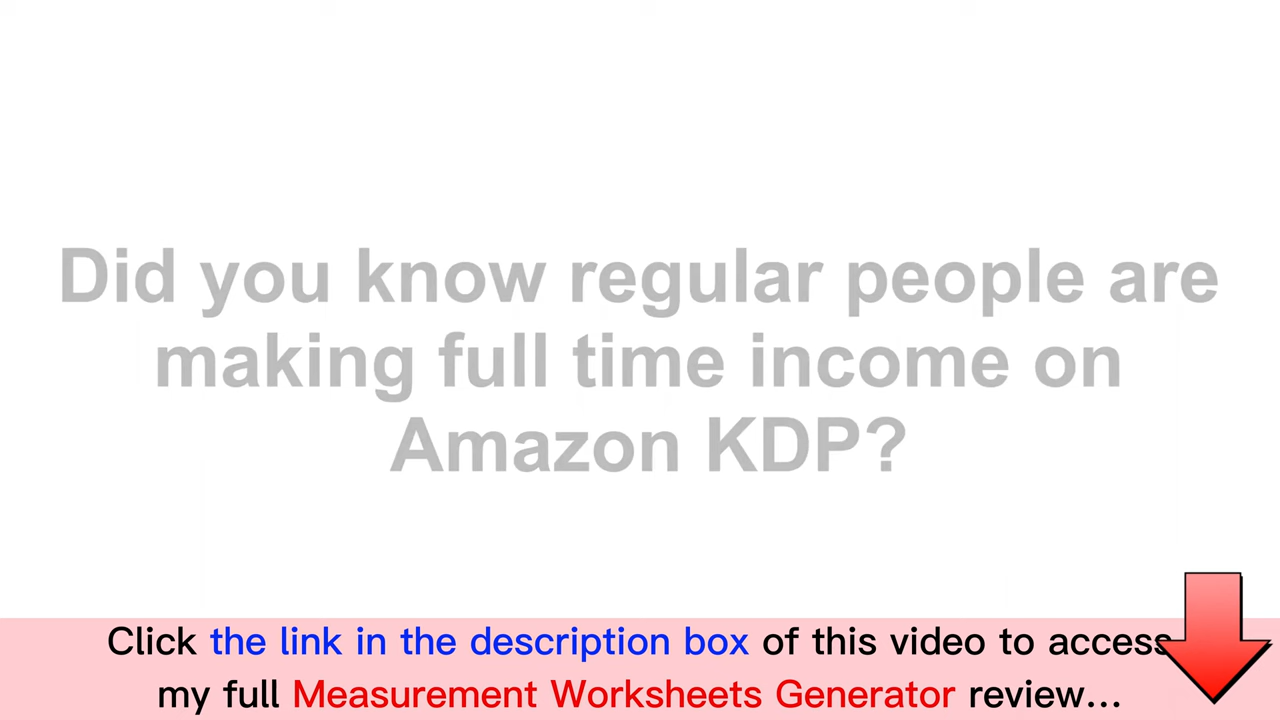 Did you know regular people are
making full time income on
Amazon KDP?
Click the link in the description box of this video to access
my full Measurement Worksheets Generator review...